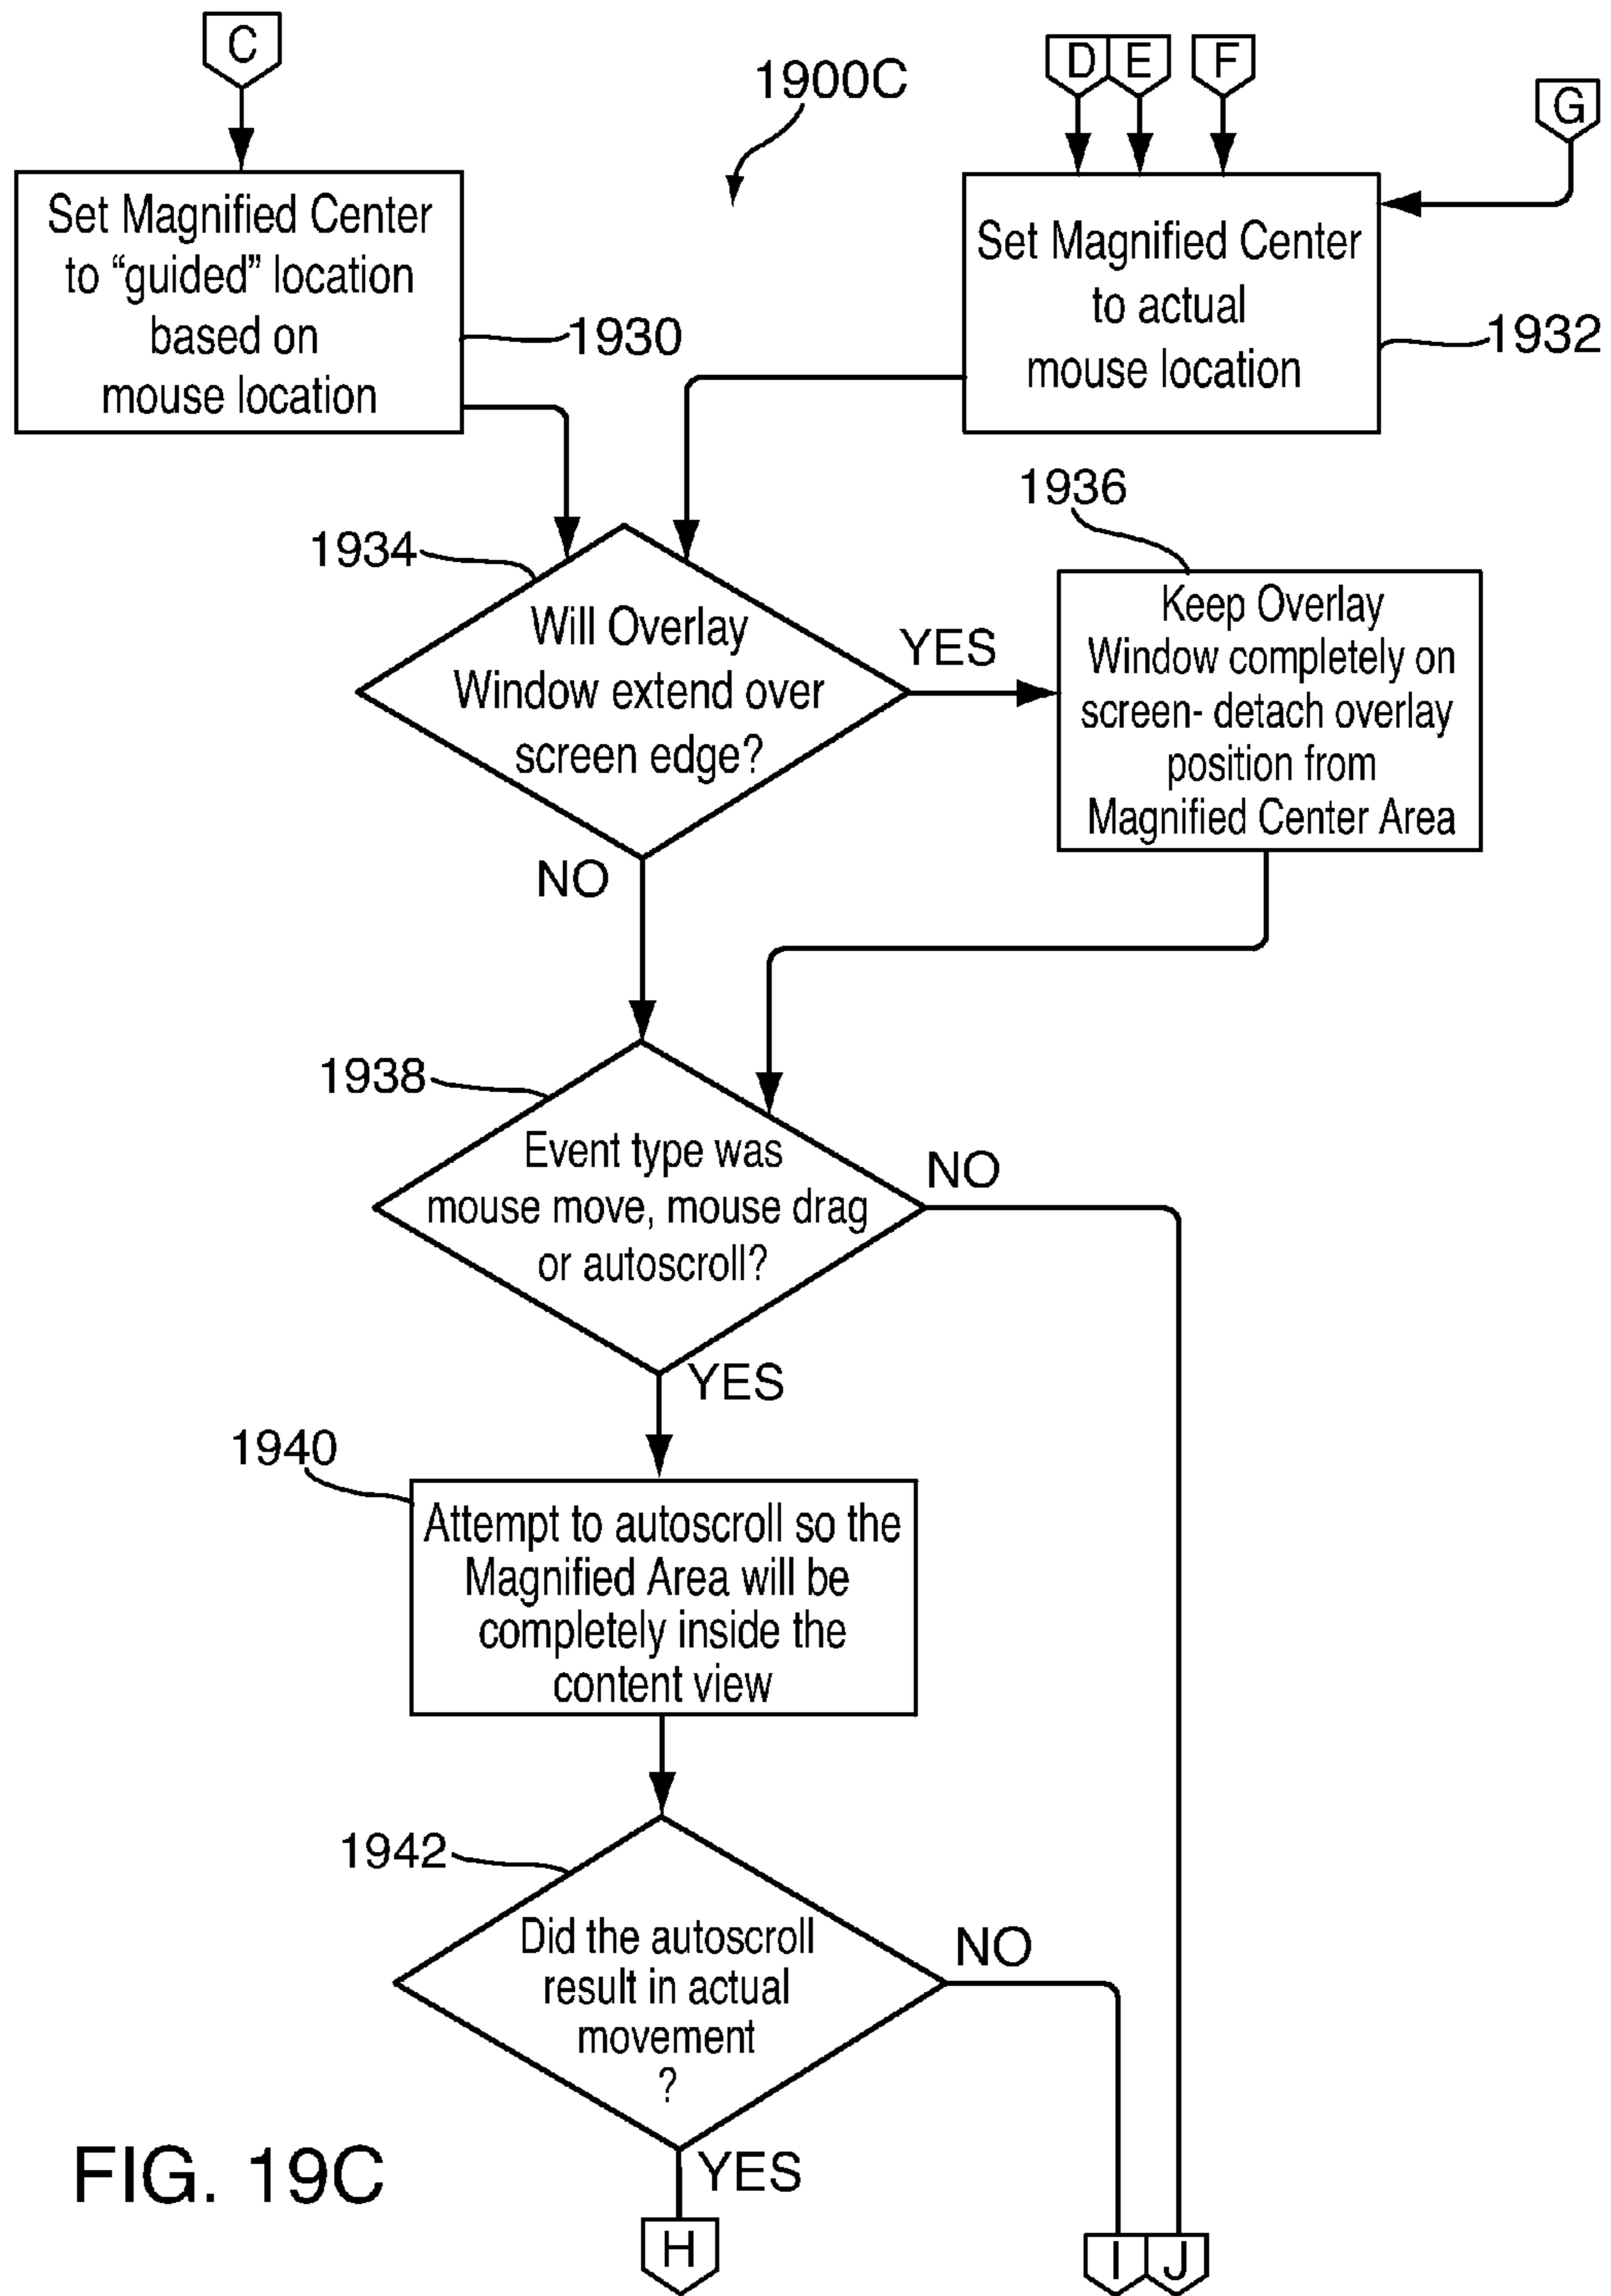 C
D
E
F
G
1900C
Set Magnified Center
to “guided” location
based on
mouse location
1930
Set Magnified Center
to actual
mouse location
1932
1934
Will Overlay
Window extend over
screen edge?
YES
NO
1936
Keep Overlay
Window completely on
screen- detach overlay
position from
Magnified Center Area
1938
Event type was
mouse move, mouse drag
or autoscroll?
NO
YES
1940
Attempt to autoscroll so the
Magnified Area will be
completely inside the
content view
1942
Did the autoscroll
result in actual
movement
?
NO
YES
FIG. 19C
H
I
J